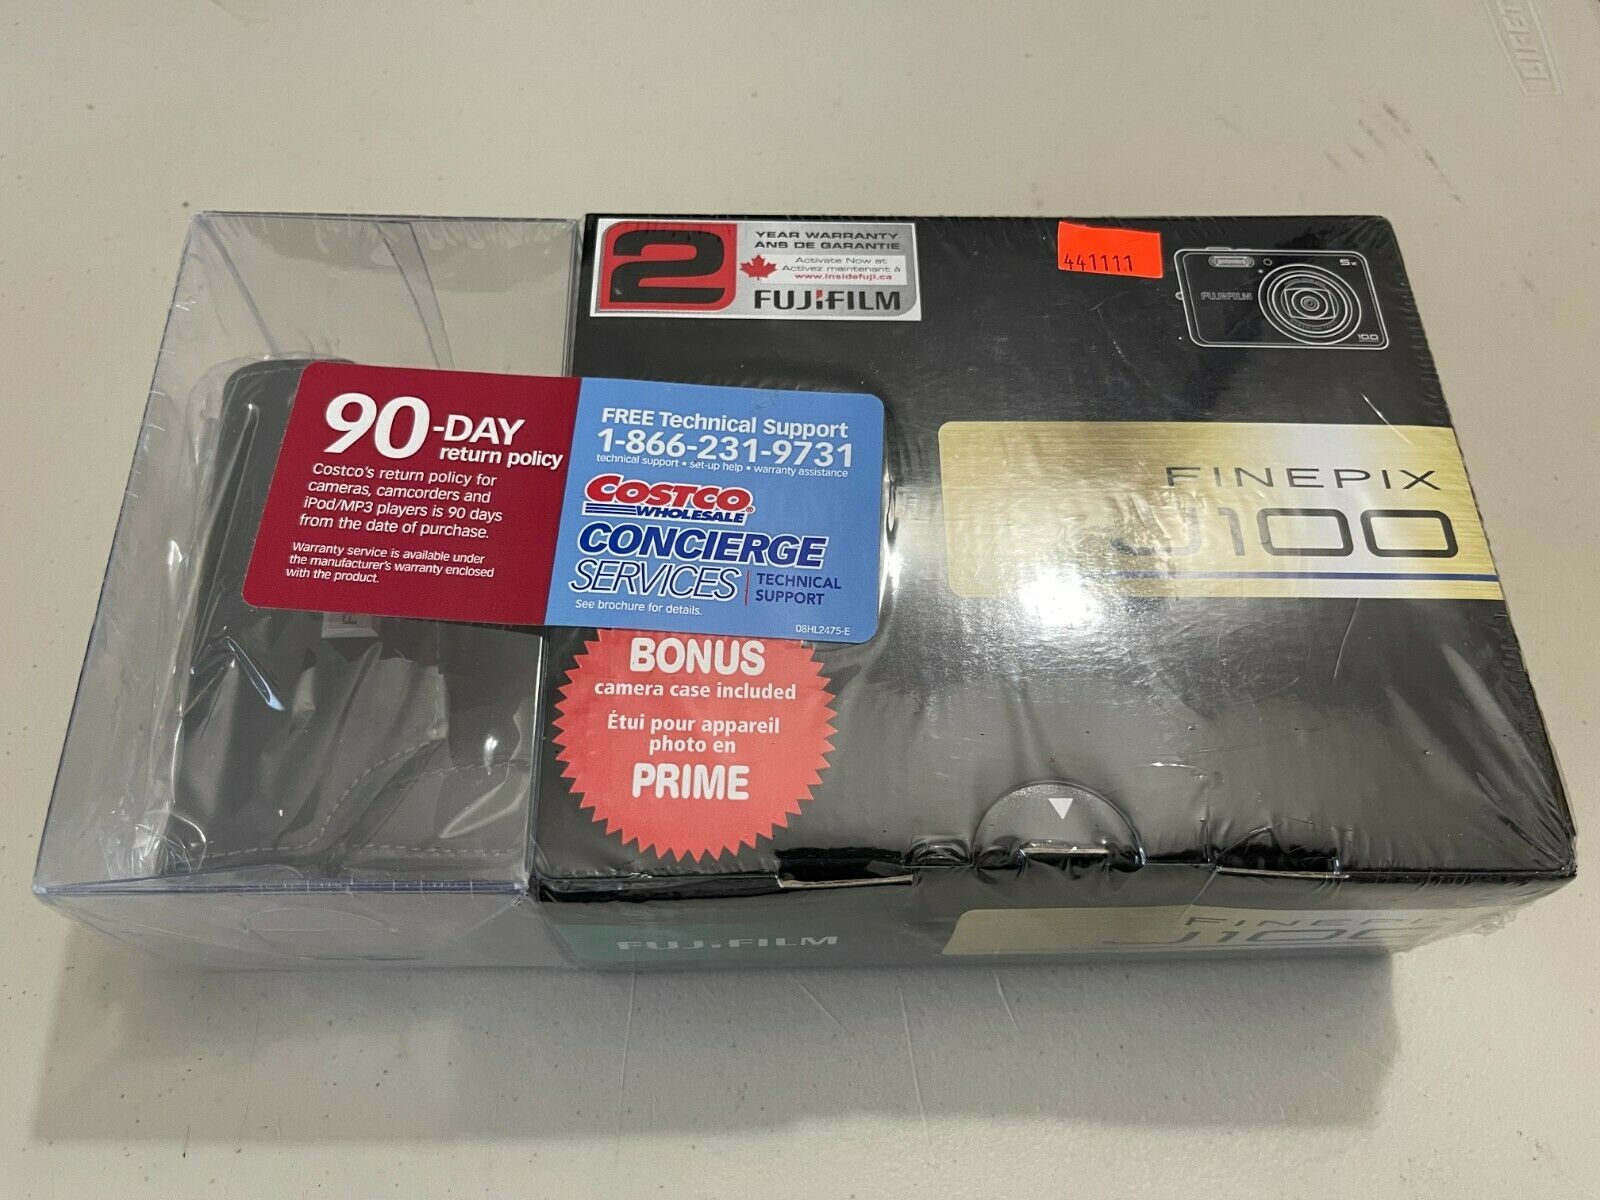 2
YEAR WARRANTY
ANS DE GARANTIE
Activate Now at
Activez maintenant à
www.insidefuji.ca
FUJIFILM
441111
FUJIFILM
5x
10.0
90-DAY
return policy
Costco's return policy for
cameras, camcorders and
iPod/MP3 players is 90 days
from the date of purchase.
Warranty service is available under
the manufacturer's warranty enclosed
with the product.
FREE Technical Support
1-866-231-9731
technical support • set-up help • warranty assistance
COSTCO
WHOLESALE
CONCIERGE
SERVICES
TECHNICAL
SUPPORT
See brochure for details.
08HL2475-E
FINEPIX
J100
BONUS
camera case included
Étui pour appareil
photo en
PRIME
FUJIFILM
FINEPIX
J100